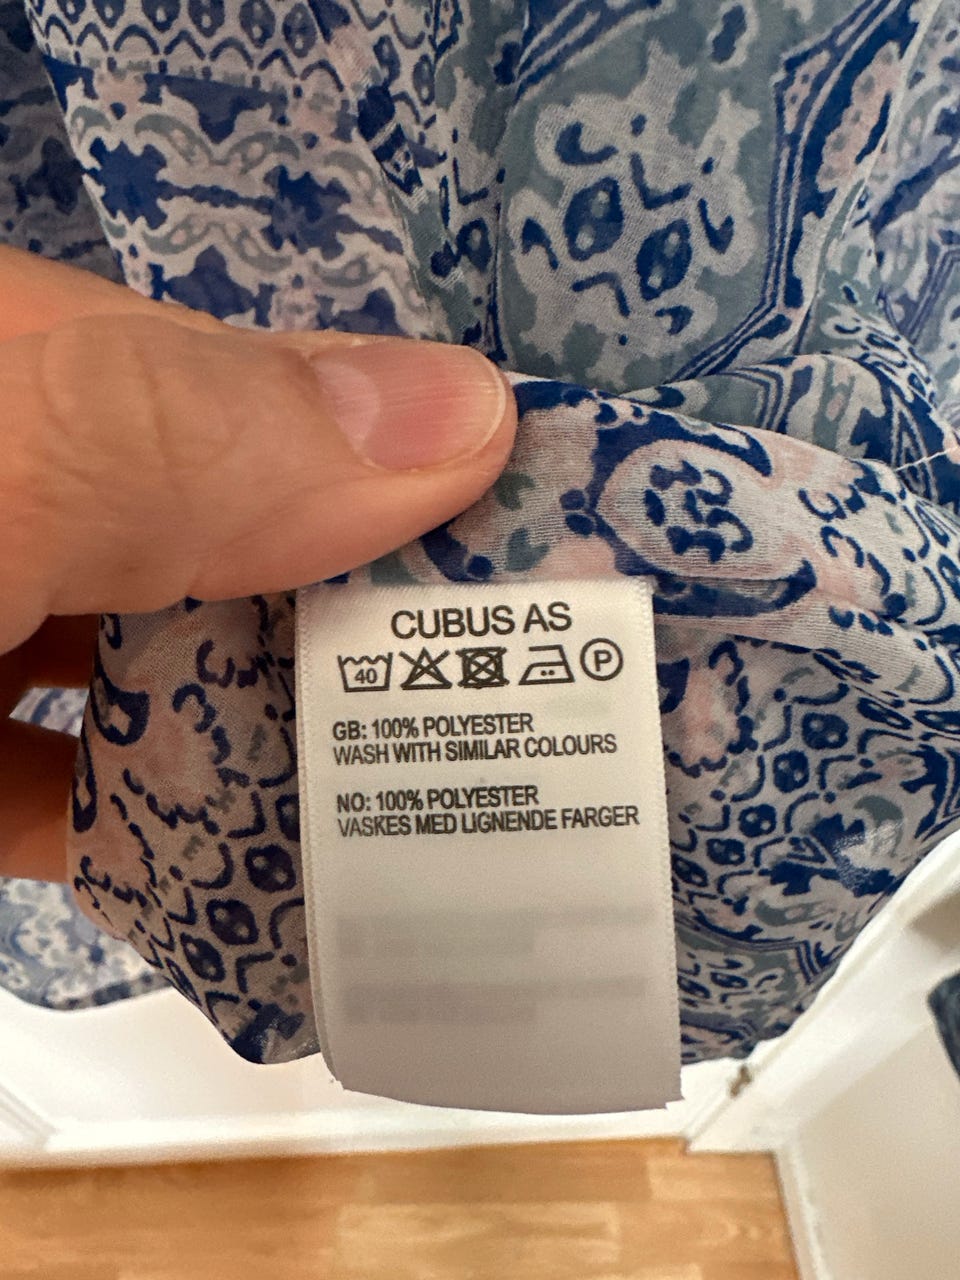 CUBUS AS
40 P
GB: 100% POLYESTER
WASH WITH SIMILAR COLOURS
NO: 100% POLYESTER
VASKES MED LIGNENDE FARGER